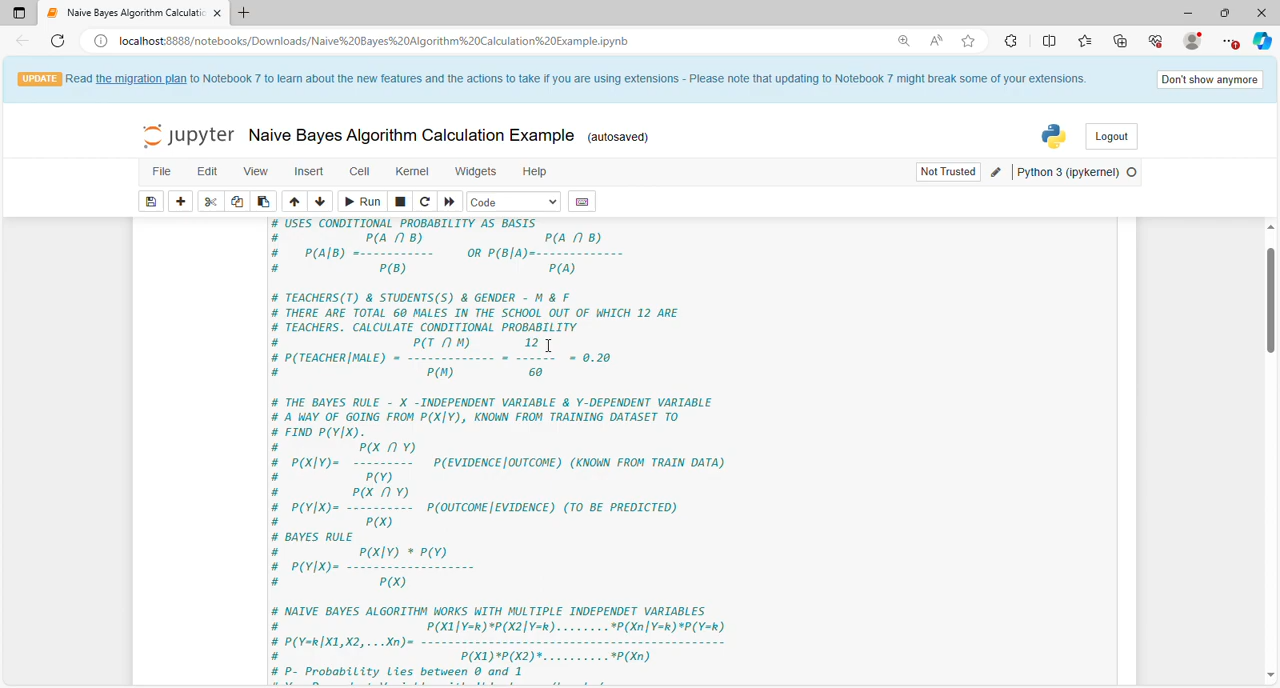 Naive Bayes Algorithm Calculatio
localhost:8888/notebooks/Downloads/Naive%20Bayes%20Algorithm%20Calculation%20Example.ipynb
UPDATE Read the migration plan to Notebook 7 to learn about the new features and the actions to take if you are using extensions - Please note that updating to Notebook 7 might break some of your extensions. Don't show anymore
jupyter Naive Bayes Algorithm Calculation Example (autosaved) Logout
File Edit View Insert Cell Kernel Widgets Help Not Trusted Python 3 (ipykernel)
Run Code
# USES CONDITIONAL PROBABILITY AS BASIS
# P(A ⋂ B) P(A ⋂ B)
# P(A|B) =----------- OR P(B|A)=-------------
# P(B) P(A)
# TEACHERS(T) & STUDENTS(S) & GENDER - M & F
# THERE ARE TOTAL 60 MALES IN THE SCHOOL OUT OF WHICH 12 ARE
# TEACHERS. CALCULATE CONDITIONAL PROBABILITY
# P(T ⋂ M) 12
# P(TEACHER|MALE) = ------------- = ------ = 0.20
# P(M) 60
# THE BAYES RULE - X -INDEPENDENT VARIABLE & Y-DEPENDENT VARIABLE
# A WAY OF GOING FROM P(X|Y), KNOWN FROM TRAINING DATASET TO
# FIND P(Y|X).
# P(X ⋂ Y)
# P(X|Y)= --------- P(EVIDENCE|OUTCOME) (KNOWN FROM TRAIN DATA)
# P(Y)
# P(X ⋂ Y)
# P(Y|X)= ---------- P(OUTCOME|EVIDENCE) (TO BE PREDICTED)
# P(X)
# BAYES RULE
# P(X|Y) * P(Y)
# P(Y|X)= -------------------
# P(X)
# NAIVE BAYES ALGORITHM WORKS WITH MULTIPLE INDEPENDET VARIABLES
# P(X1|Y=k)*P(X2|Y=k)........*P(Xn|Y=k)*P(Y=k)
# P(Y=k|X1,X2,...Xn)= ---------------------------------------------
# P(X1)*P(X2)*..........*P(Xn)
# P- Probability Lies between 0 and 1